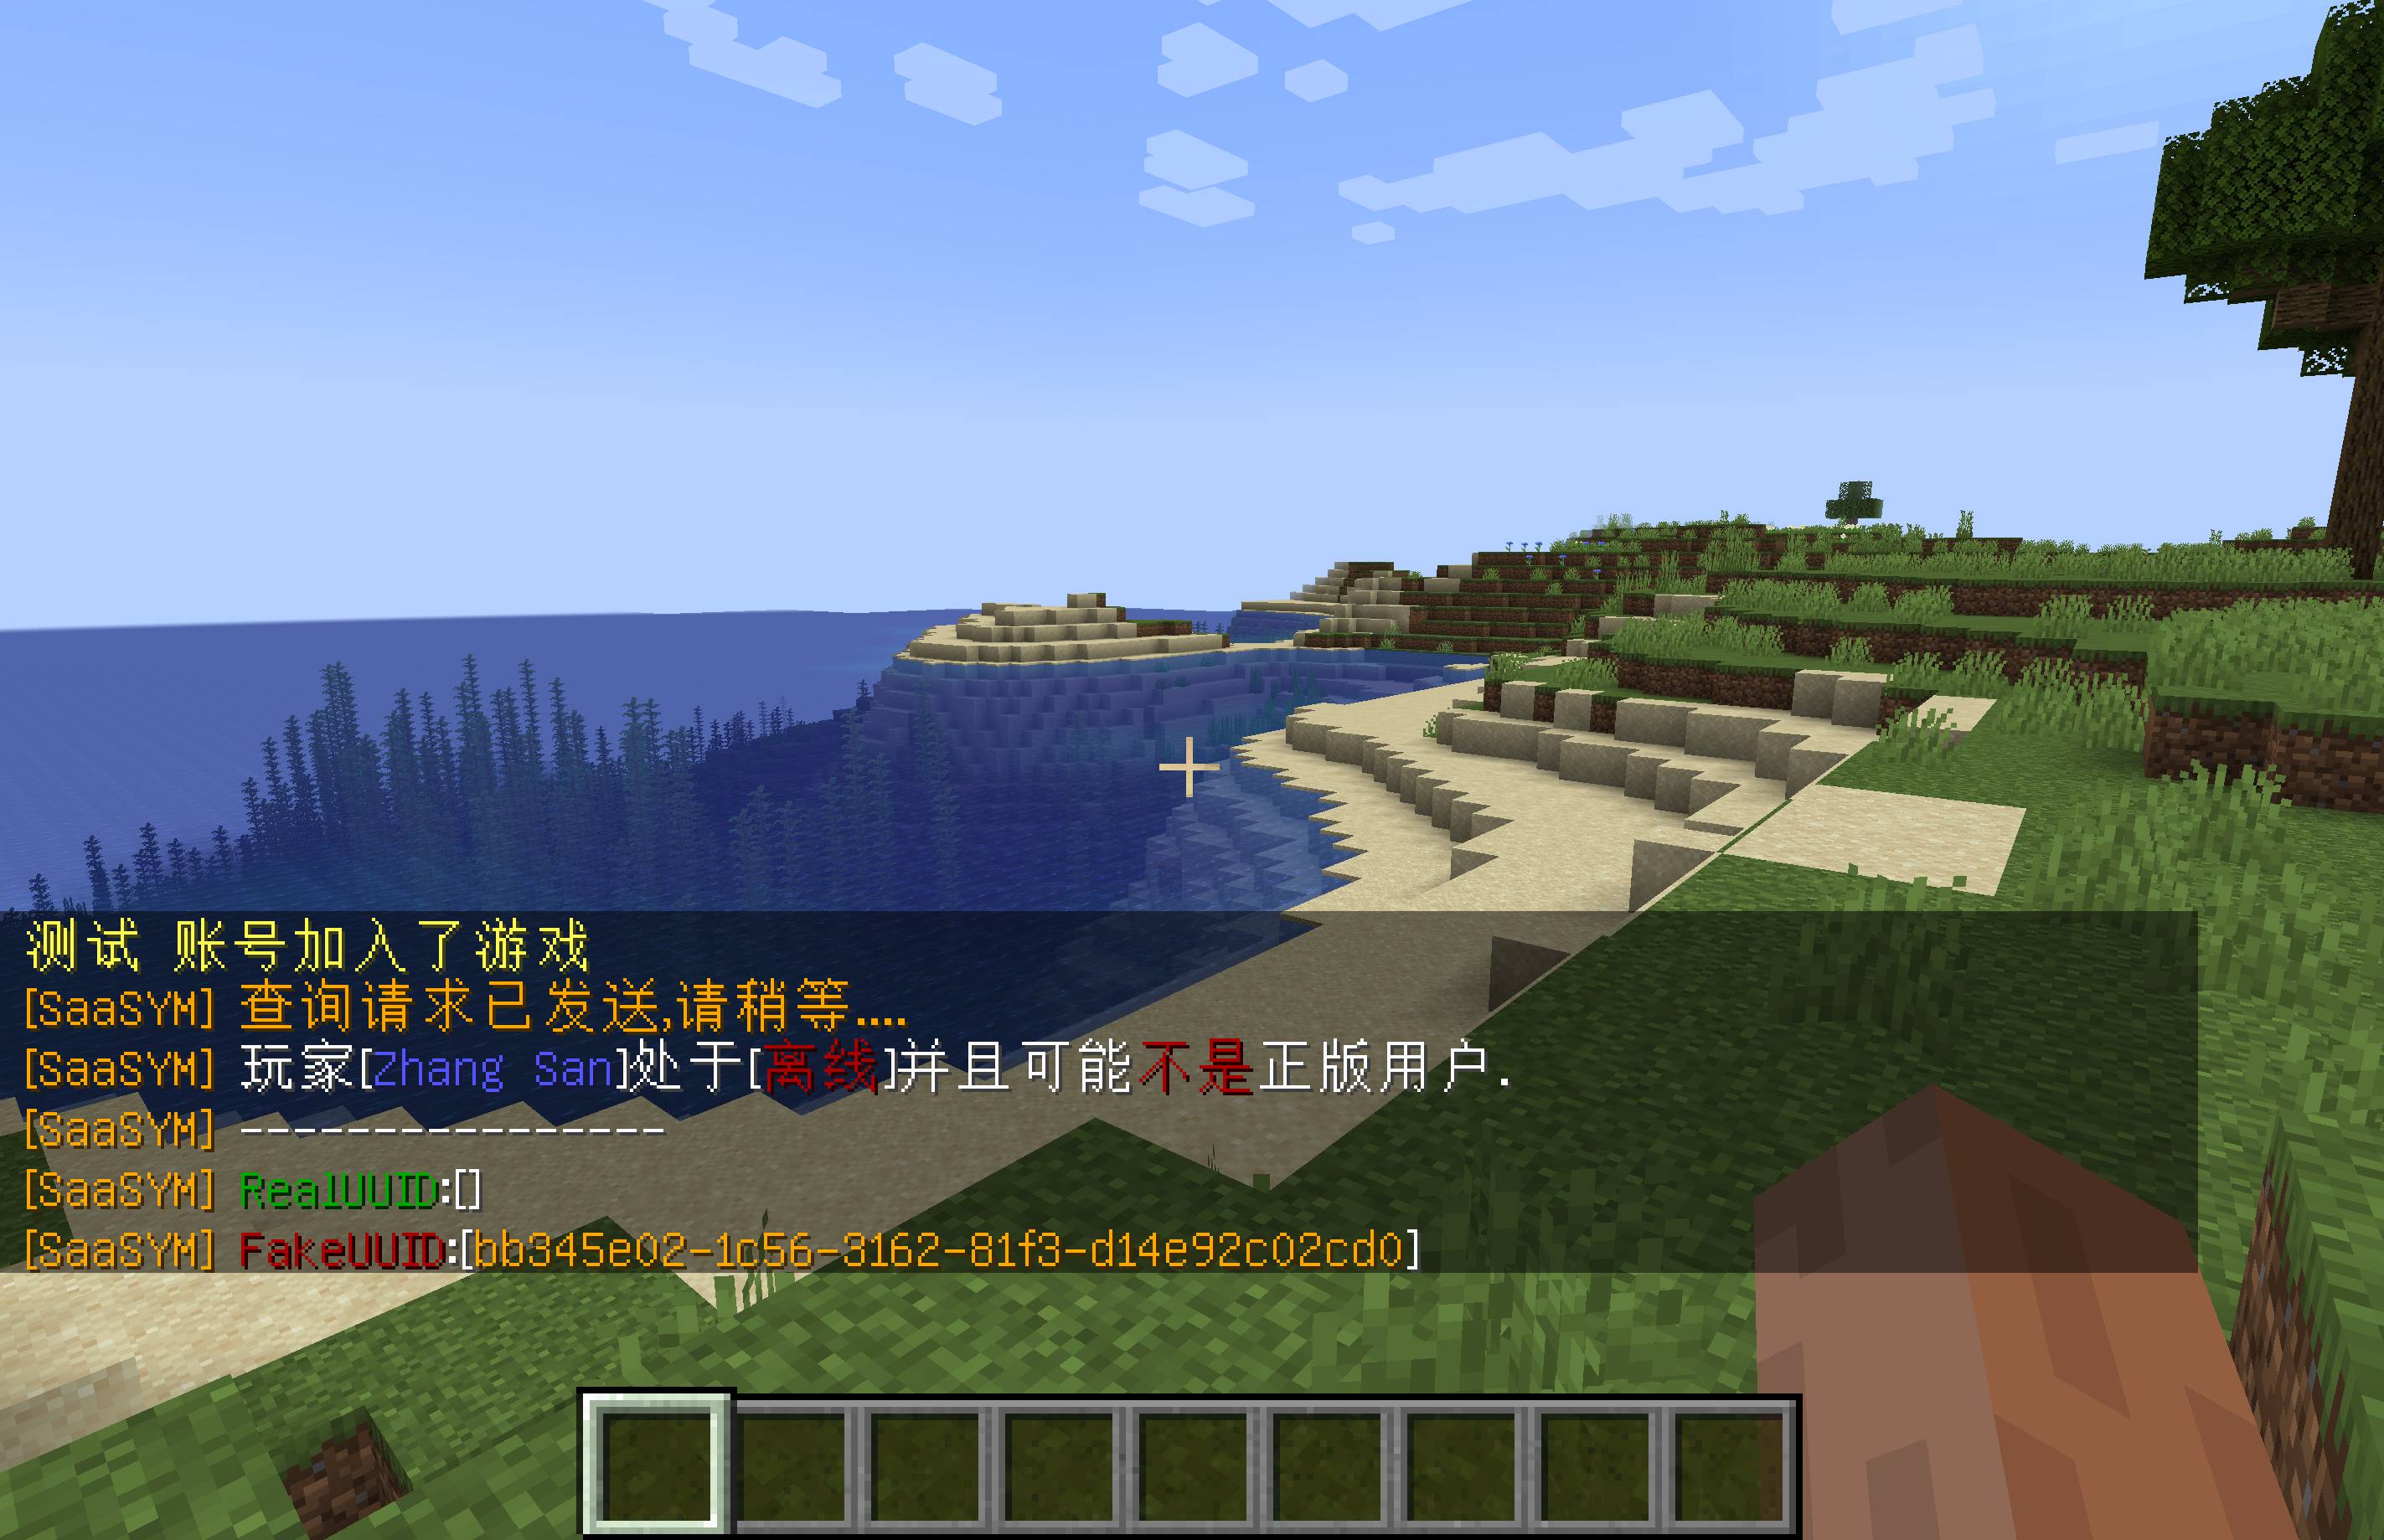 测试 账号加入了游戏
[SaaSYM] 查询请求已发送,请稍等....
[SaaSYM] 玩家[Zhang San]处于[离线]并且可能不是正版用户.
[SaaSYM] ----------------
[SaaSYM] RealUUID:[]
[SaaSYM] FakeUUID:[bb345e02-1c56-3162-81f3-d14e92c02cd0]